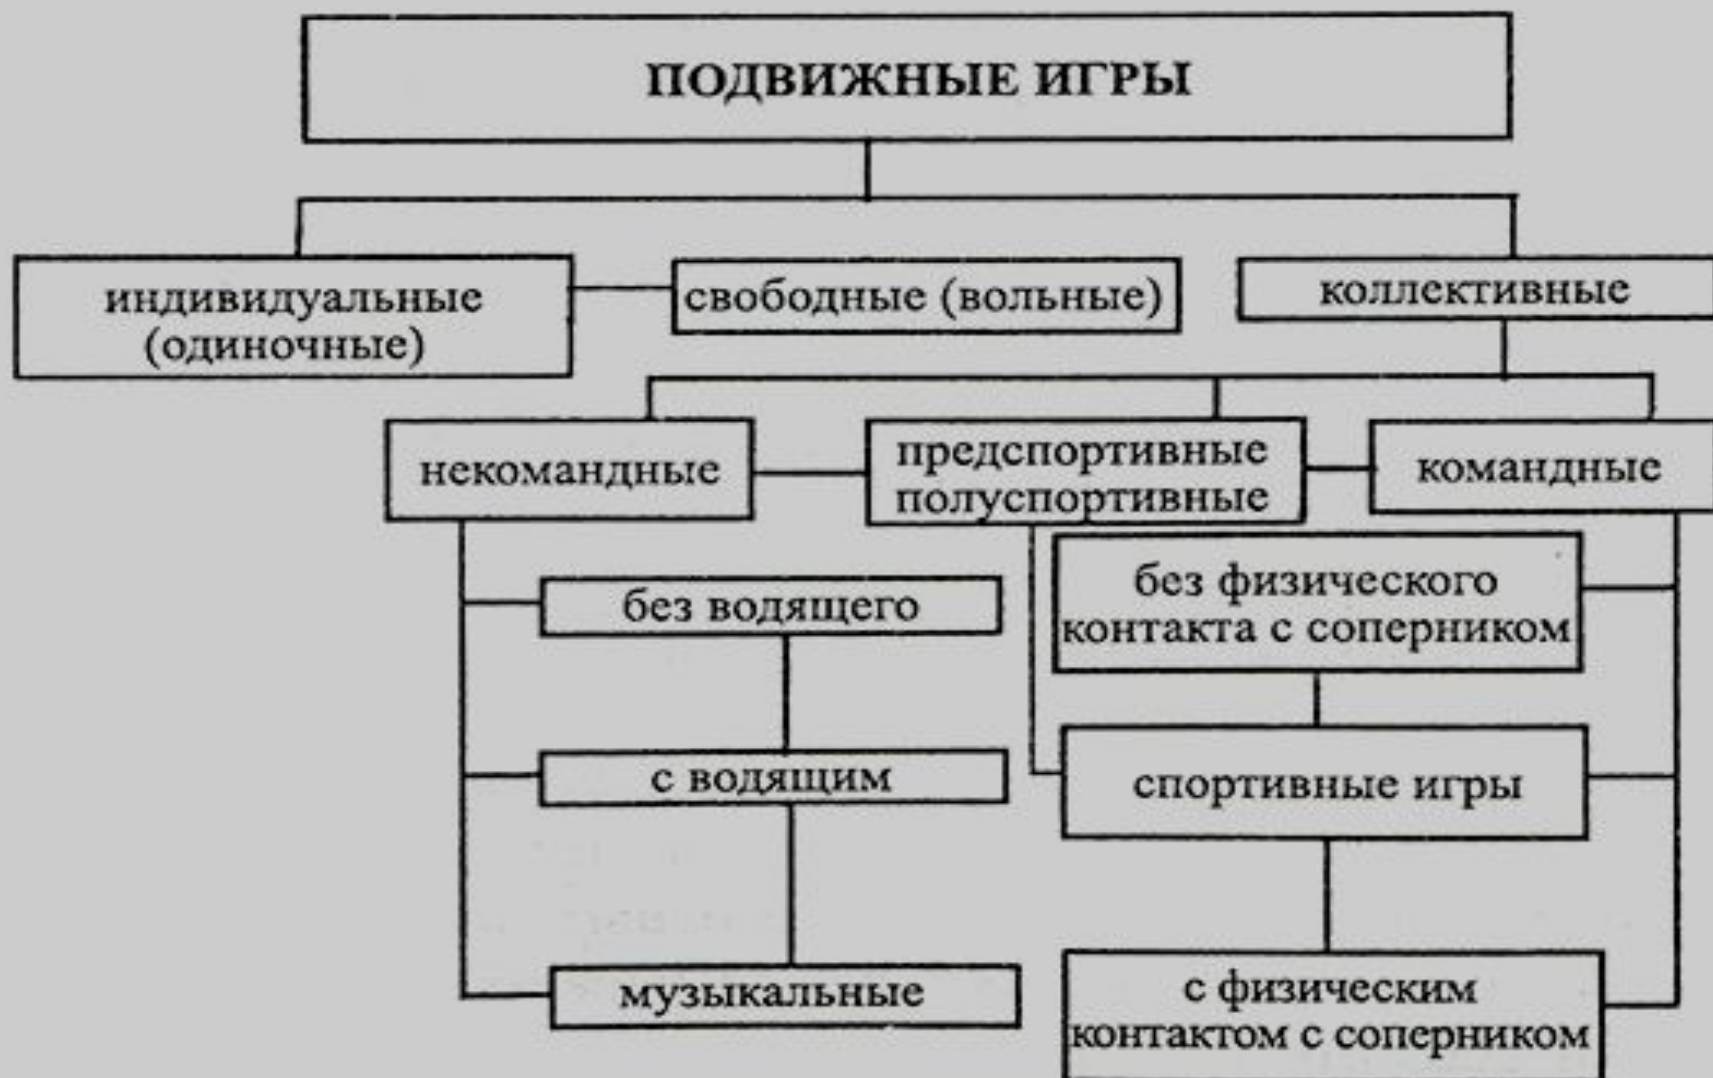 ПОДВИЖНЫЕ ИГРЫ
индивидуальные
(одиночные)
свободные (вольные)
коллективные
некомандные
предспортивные
полуспортивные
командные
без физического
контакта с соперником
без водящего
с водящим
спортивные игры
музыкальные
с физическим
контактом с соперником